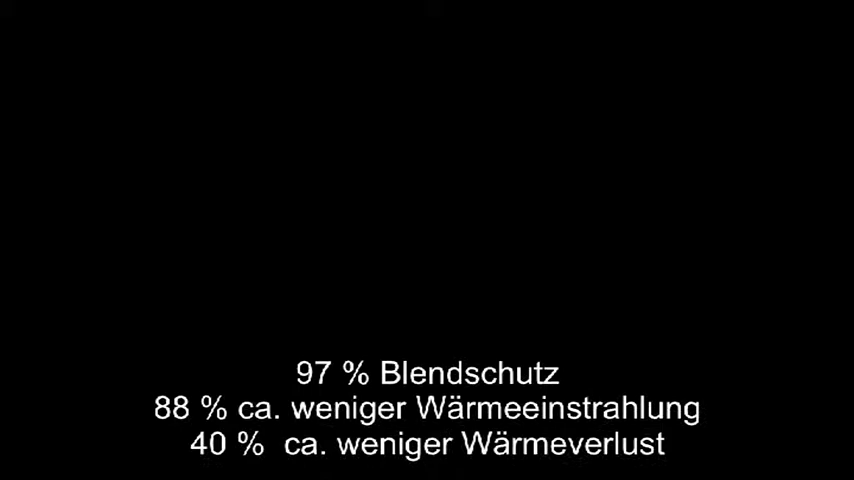 97 % Blendschutz
88 % ca. weniger Wärmeeinstrahlung
40 %  ca. weniger Wärmeverlust